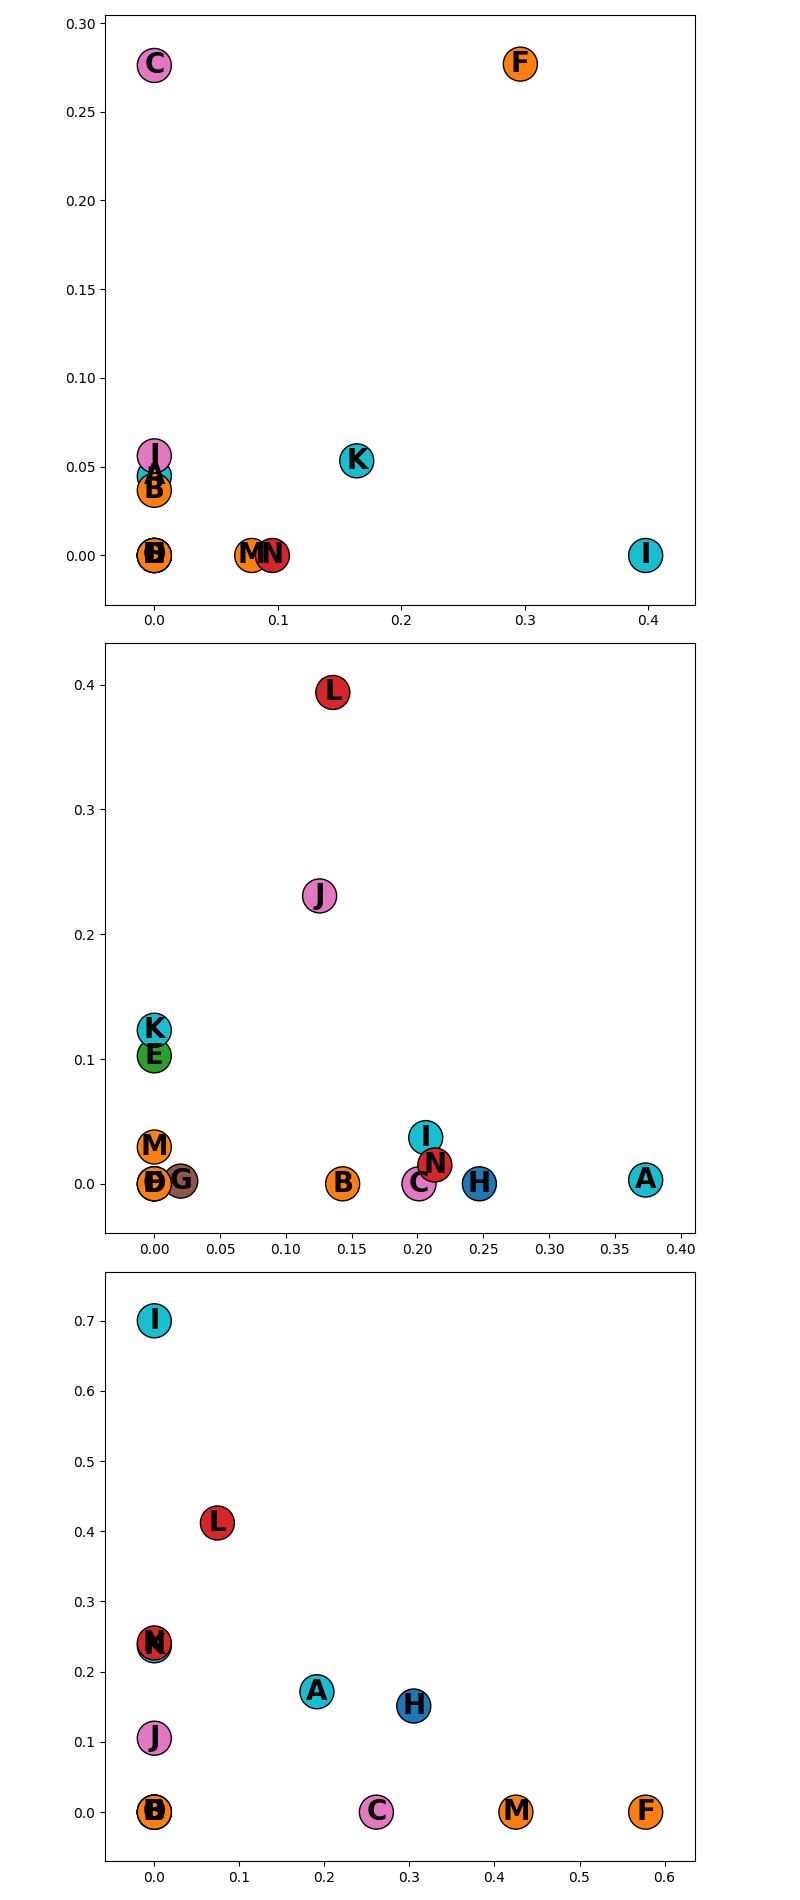 0.30
C F
0.25
0.20
0.15
0.10
J
0.05 A K
B
0.00 M N I
0.0 0.1 0.2 0.3 0.4
0.4 L
0.3
J
0.2
K
0.1 E
M I
N
0.0 G B C H A
0.00 0.05 0.10 0.15 0.20 0.25 0.30 0.35 0.40
0.7 I
0.6
0.5
0.4 L
0.3
0.2 A H
0.1 J
0.0 C M F
0.0 0.1 0.2 0.3 0.4 0.5 0.6